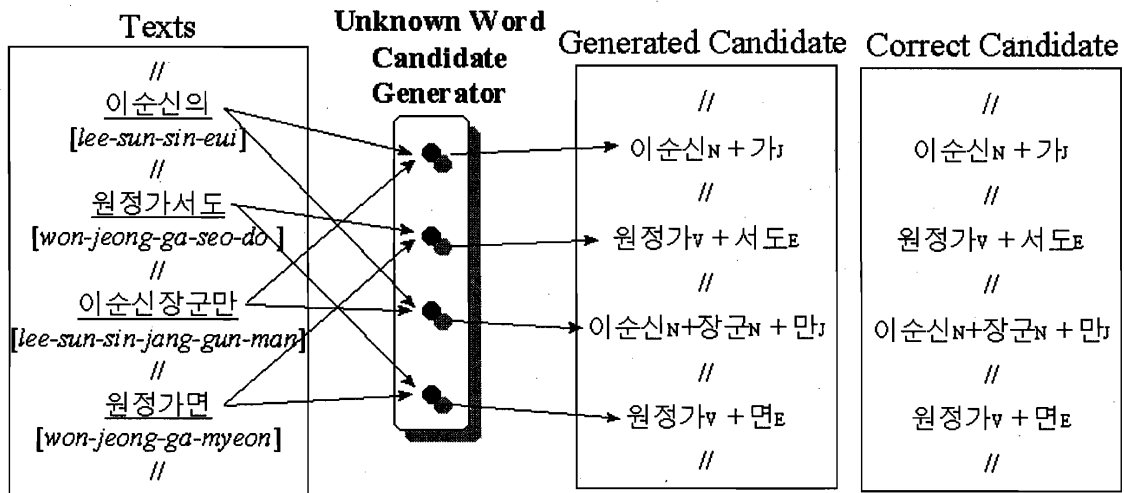 Texts
//
이순신의
[lee-sun-sin-eui]
//
원정가서도
[won-jeong-ga-seo-do ]
//
이순신장군만
[lee-sun-sin-jang-gun-man]
//
원정가면
[won-jeong-ga-myeon]
//
Unknown Word
Candidate
Generator
Generated Candidate
//
이순신N + 가J
//
원정가V + 서도E
//
이순신N+장군N + 만J
//
원정가V + 면E
//
Correct Candidate
//
이순신N + 가J
//
원정가V + 서도E
//
이순신N+장군N + 만J
//
원정가V + 면E
//